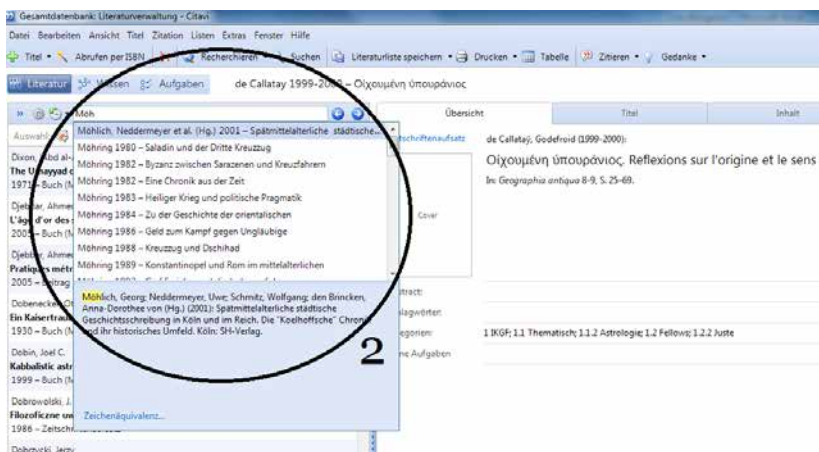 Gesamtdatenbank: Literaturverwaltung - Citavi
Datei Bearbeiten Ansicht Titel Zitation Listen Extras Fenster Hilfe
Titel Abrufen per ISBN Recherchieren Suchen Literaturliste speichern Drucken Tabelle Zitieren Gedanke
Literatur Wissen Aufgaben de Callatay 1999-2000 – Οἰχουμένη ὑπουράνιος
Möh
Übersicht Titel Inhalt
Auswahl:
Möhlich, Neddermeyer et al. (Hg.) 2001 – Spätmittelalterliche städtische...
Möhring 1980 – Saladin und der Dritte Kreuzzug
Möhring 1982 – Byzanz zwischen Sarazenen und Kreuzfahrern
Möhring 1982 – Eine Chronik aus der Zeit
Möhring 1983 – Heiliger Krieg und politische Pragmatik
Möhring 1984 – Zu der Geschichte der orientalischen
Möhring 1986 – Geld zum Kampf gegen Ungläubige
Möhring 1988 – Kreuzzug und Dschihad
Möhring 1989 – Konstantinopel und Rom im mittelalterlichen
Möhlich, Georg; Neddermeyer, Uwe; Schmitz, Wolfgang; den Brincken,
Anna-Dorothee von (Hg.) (2001): Spätmittelalterliche städtische
Geschichtsschreibung in Köln und im Reich. Die "Koelhoffsche" Chronik
und ihr historisches Umfeld. Köln: SH-Verlag.
2
Zeichenäquivalenz...
Dixon, Abd al-
The Umayyad c
1971 – Buch (M
Djebbar, Ahmed
L'âge d'or des s
2005 – Buch (M
Djebbar, Ahmed
Pratiques métr
2005 – Beitrag
Dobenecker, Ot
Ein Kaisertraum
1930 – Buch (M
Dobin, Joel C.
Kabbalistic astr
1999 – Buch (M
Dobrowolski, J.
Filozoficzne uw
1986 – Zeitschr
Dobrzycki, Jerzy
de Callataÿ, Godefroid (1999-2000):
Οἰχουμένη ὑπουράνιος. Reflexions sur l'origine et le sens
In: Geographia antiqua 8-9, S. 25–69.
Cover
1 IKGF; 1.1 Thematisch; 1.1.2 Astrologie; 1.2 Fellows; 1.2.2 Juste